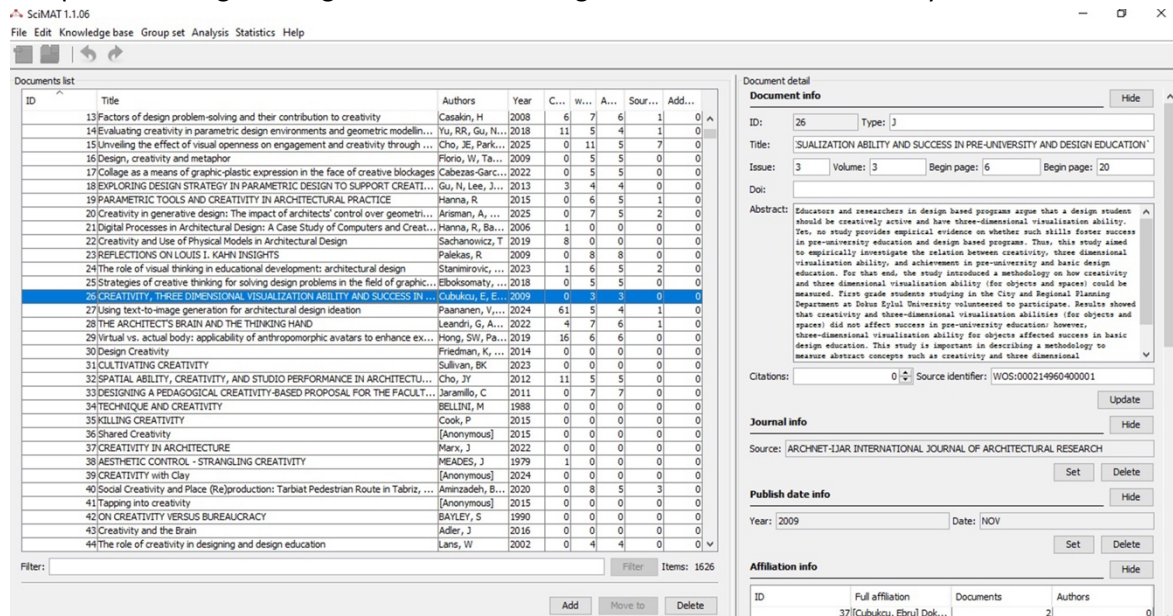 SciMAT 1.1.06
File Edit Knowledge base Group set Analysis Statistics Help
Documents list
ID Title Authors Year C... w... A... Sour... Add...
13 Factors of design problem-solving and their contribution to creativity Casakin, H 2008 6 7 6 1 0
14 Evaluating creativity in parametric design environments and geometric modellin... Yu, RR, Gu, N... 2018 11 5 4 1 0
15 Unveiling the effect of visual openness on engagement and creativity through ... Cho, JE, Park... 2025 0 11 5 7 0
16 Design, creativity and metaphor Florio, W, Ta... 2009 0 5 5 0 0
17 Collage as a means of graphic-plastic expression in the face of creative blockages Cabezas-Garc... 2022 0 5 5 0 0
18 EXPLORING DESIGN STRATEGY IN PARAMETRIC DESIGN TO SUPPORT CREATI... Gu, N, Lee, J... 2013 3 4 4 0 0
19 PARAMETRIC TOOLS AND CREATIVITY IN ARCHITECTURAL PRACTICE Hanna, R 2015 0 6 5 1 0
20 Creativity in generative design: The impact of architects' control over geometri... Arisman, A, ... 2025 0 7 5 2 0
21 Digital Processes in Architectural Design: A Case Study of Computers and Creat... Hanna, R, Ba... 2006 1 0 0 0 0
22 Creativity and Use of Physical Models in Architectural Design Sachanowicz, T 2019 8 0 0 0 0
23 REFLECTIONS ON LOUIS I. KAHN INSIGHTS Palekas, R 2009 0 8 8 0 0
24 The role of visual thinking in educational development: architectural design Stanimirovic, ... 2023 1 6 5 2 0
25 Strategies of creative thinking for solving design problems in the field of graphic... Elboksomaty, ... 2018 0 5 5 0 0
26 CREATIVITY, THREE DIMENSIONAL VISUALIZATION ABILITY AND SUCCESS IN ... Cubukcu, E, E... 2009 0 3 3 0 0
27 Using text-to-image generation for architectural design ideation Paananen, V,... 2024 61 5 4 1 0
28 THE ARCHITECT'S BRAIN AND THE THINKING HAND Leandri, G, A... 2022 4 7 6 1 0
29 Virtual vs. actual body: applicability of anthropomorphic avatars to enhance ex... Hong, SW, Pa... 2019 16 6 6 0 0
30 Design Creativity Friedman, K, ... 2014 0 0 0 0 0
31 CULTIVATING CREATIVITY Sullivan, BK 2023 0 0 0 0 0
32 SPATIAL ABILITY, CREATIVITY, AND STUDIO PERFORMANCE IN ARCHITECTU... Cho, JY 2012 11 5 5 0 0
33 DESIGNING A PEDAGOGICAL CREATIVITY-BASED PROPOSAL FOR THE FACULT... Jaramillo, C 2011 0 7 7 0 0
34 TECHNIQUE AND CREATIVITY BELLINI, M 1988 0 0 0 0 0
35 KILLING CREATIVITY Cook, P 2015 0 0 0 0 0
36 Shared Creativity [Anonymous] 2019 0 0 0 0 0
37 CREATIVITY IN ARCHITECTURE Marx, J 2022 0 0 0 0 0
38 AESTHETIC CONTROL - STRANGLING CREATIVITY MEADES, J 1979 1 0 0 0 0
39 CREATIVITY with Clay [Anonymous] 2024 0 0 0 0 0
40 Social Creativity and Place (Re)production: Tarbiat Pedestrian Route in Tabriz, ... Aminzadeh, B... 2020 0 8 5 3 0
41 Tapping into creativity [Anonymous] 2015 0 0 0 0 0
42 ON CREATIVITY VERSUS BUREAUCRACY BAYLEY, S 1990 0 0 0 0 0
43 Creativity and the Brain Adler, J 2016 0 0 0 0 0
44 The role of creativity in designing and design education Lans, W 2002 0 4 4 0 0
Filter: Filter Items: 1626
Add Move to Delete
Document detail
Document info Hide
ID: 26 Type: J
Title: SUALIZATION ABILITY AND SUCCESS IN PRE-UNIVERSITY AND DESIGN EDUCATION
Issue: 3 Volume: 3 Begin page: 6 Begin page: 20
Doi:
Abstract: Educators and researchers in design based programs argue that a design student
should be creatively active and have three-dimensional visualization ability.
Yet, no study provides empirical evidence on whether such skills foster success
in pre-university education and design based programs. Thus, this study aimed
to empirically investigate the relation between creativity, three dimensional
visualization ability, and achievement in pre-university and basic design
education. For that end, the study introduced a methodology on how creativity
and three dimensional visualization ability (for objects and spaces) could be
measured. First grade students studying in the City and Regional Planning
Department at Dokuz Eylul University volunteered to participate. Results showed
that creativity and three-dimensional visualization abilities (for objects and
spaces) did not affect success in pre-university education; however,
three-dimensional visualization ability for objects affected success in basic
design education. This study is important in describing a methodology to
measure abstract concepts such as creativity and three dimensional
Citations: 0 Source identifier: WOS:000214960400001
Update
Journal info Hide
Source: ARCHNET-IJAR INTERNATIONAL JOURNAL OF ARCHITECTURAL RESEARCH
Set Delete
Publish date info Hide
Year: 2009 Date: NOV
Set Delete
Affiliation info Hide
ID Full affiliation Documents Authors
37 [Cubukcu, Ebru] Dok... 2 0